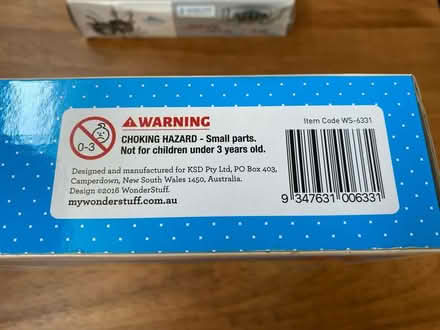 WARNING
CHOKING HAZARD - Small parts.
Not for children under 3 years old.
0-3
Designed and manufactured for KSD Pty Ltd, PO Box 403,
Camperdown, New South Wales 1450, Australia.
Design ©2016 WonderStuff.
mywonderstuff.com.au
Item Code WS-6331
9 347631 006331